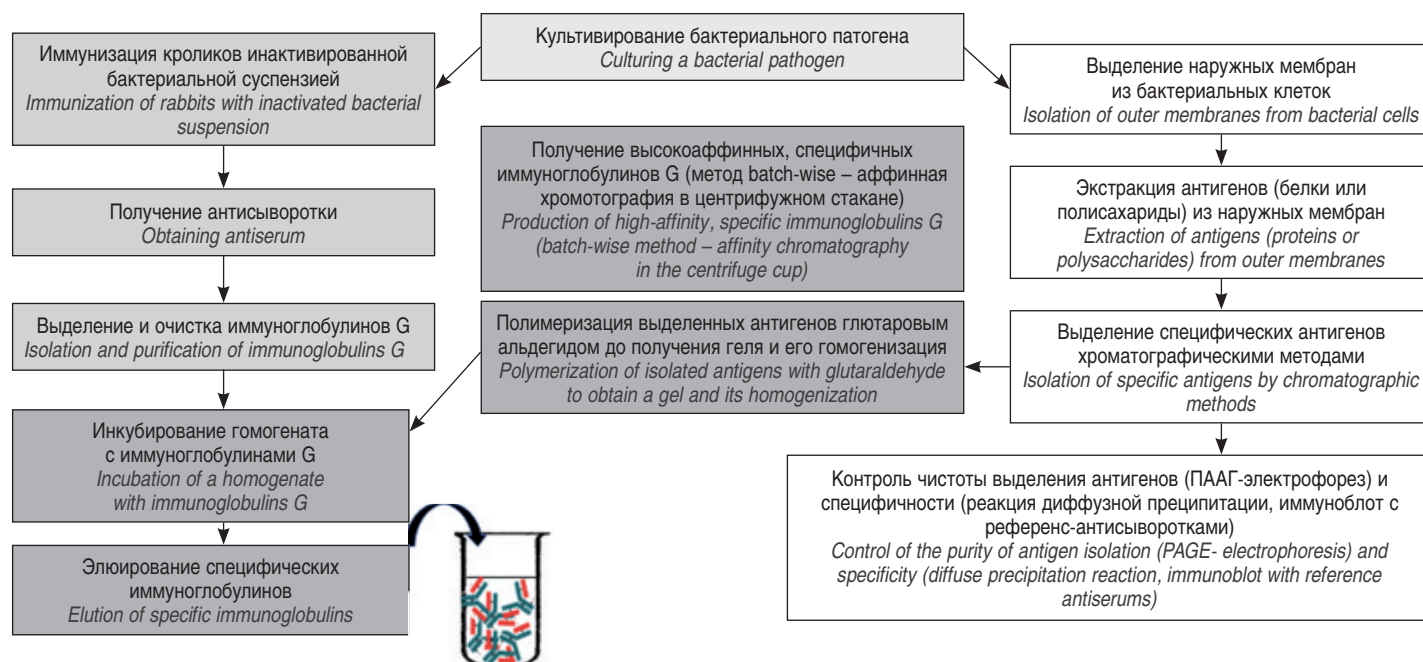 Культивирование бактериального патогена
Culturing a bacterial pathogen
Иммунизация кроликов инактивированной
бактериальной суспензией
Immunization of rabbits with inactivated bacterial
suspension
Получение антисыворотки
Obtaining antiserum
Выделение и очистка иммуноглобулинов G
Isolation and purification of immunoglobulins G
Инкубирование гомогената
с иммуноглобулинами G
Incubation of a homogenate
with immunoglobulins G
Элюирование специфических
иммуноглобулинов
Elution of specific immunoglobulins
Получение высокоаффинных, специфичных
иммуноглобулинов G (метод batch-wise – аффинная
хромотография в центрифужном стакане)
Production of high-affinity, specific immunoglobulins G
(batch-wise method – affinity chromatography
in the centrifuge cup)
Полимеризация выделенных антигенов глютаровым
альдегидом до получения геля и его гомогенизация
Polymerization of isolated antigens with glutaraldehyde
to obtain a gel and its homogenization
Выделение наружных мембран
из бактериальных клеток
Isolation of outer membranes from bacterial cells
Экстракция антигенов (белки или
полисахариды) из наружных мембран
Extraction of antigens (proteins or
polysaccharides) from outer membranes
Выделение специфических антигенов
хроматографическими методами
Isolation of specific antigens by chromatographic
methods
Контроль чистоты выделения антигенов (ПААГ-электрофорез) и
специфичности (реакция диффузной преципитации, иммуноблот с
референс-антисыворотками)
Control of the purity of antigen isolation (PAGE- electrophoresis) and
specificity (diffuse precipitation reaction, immunoblot with reference
antiserums)